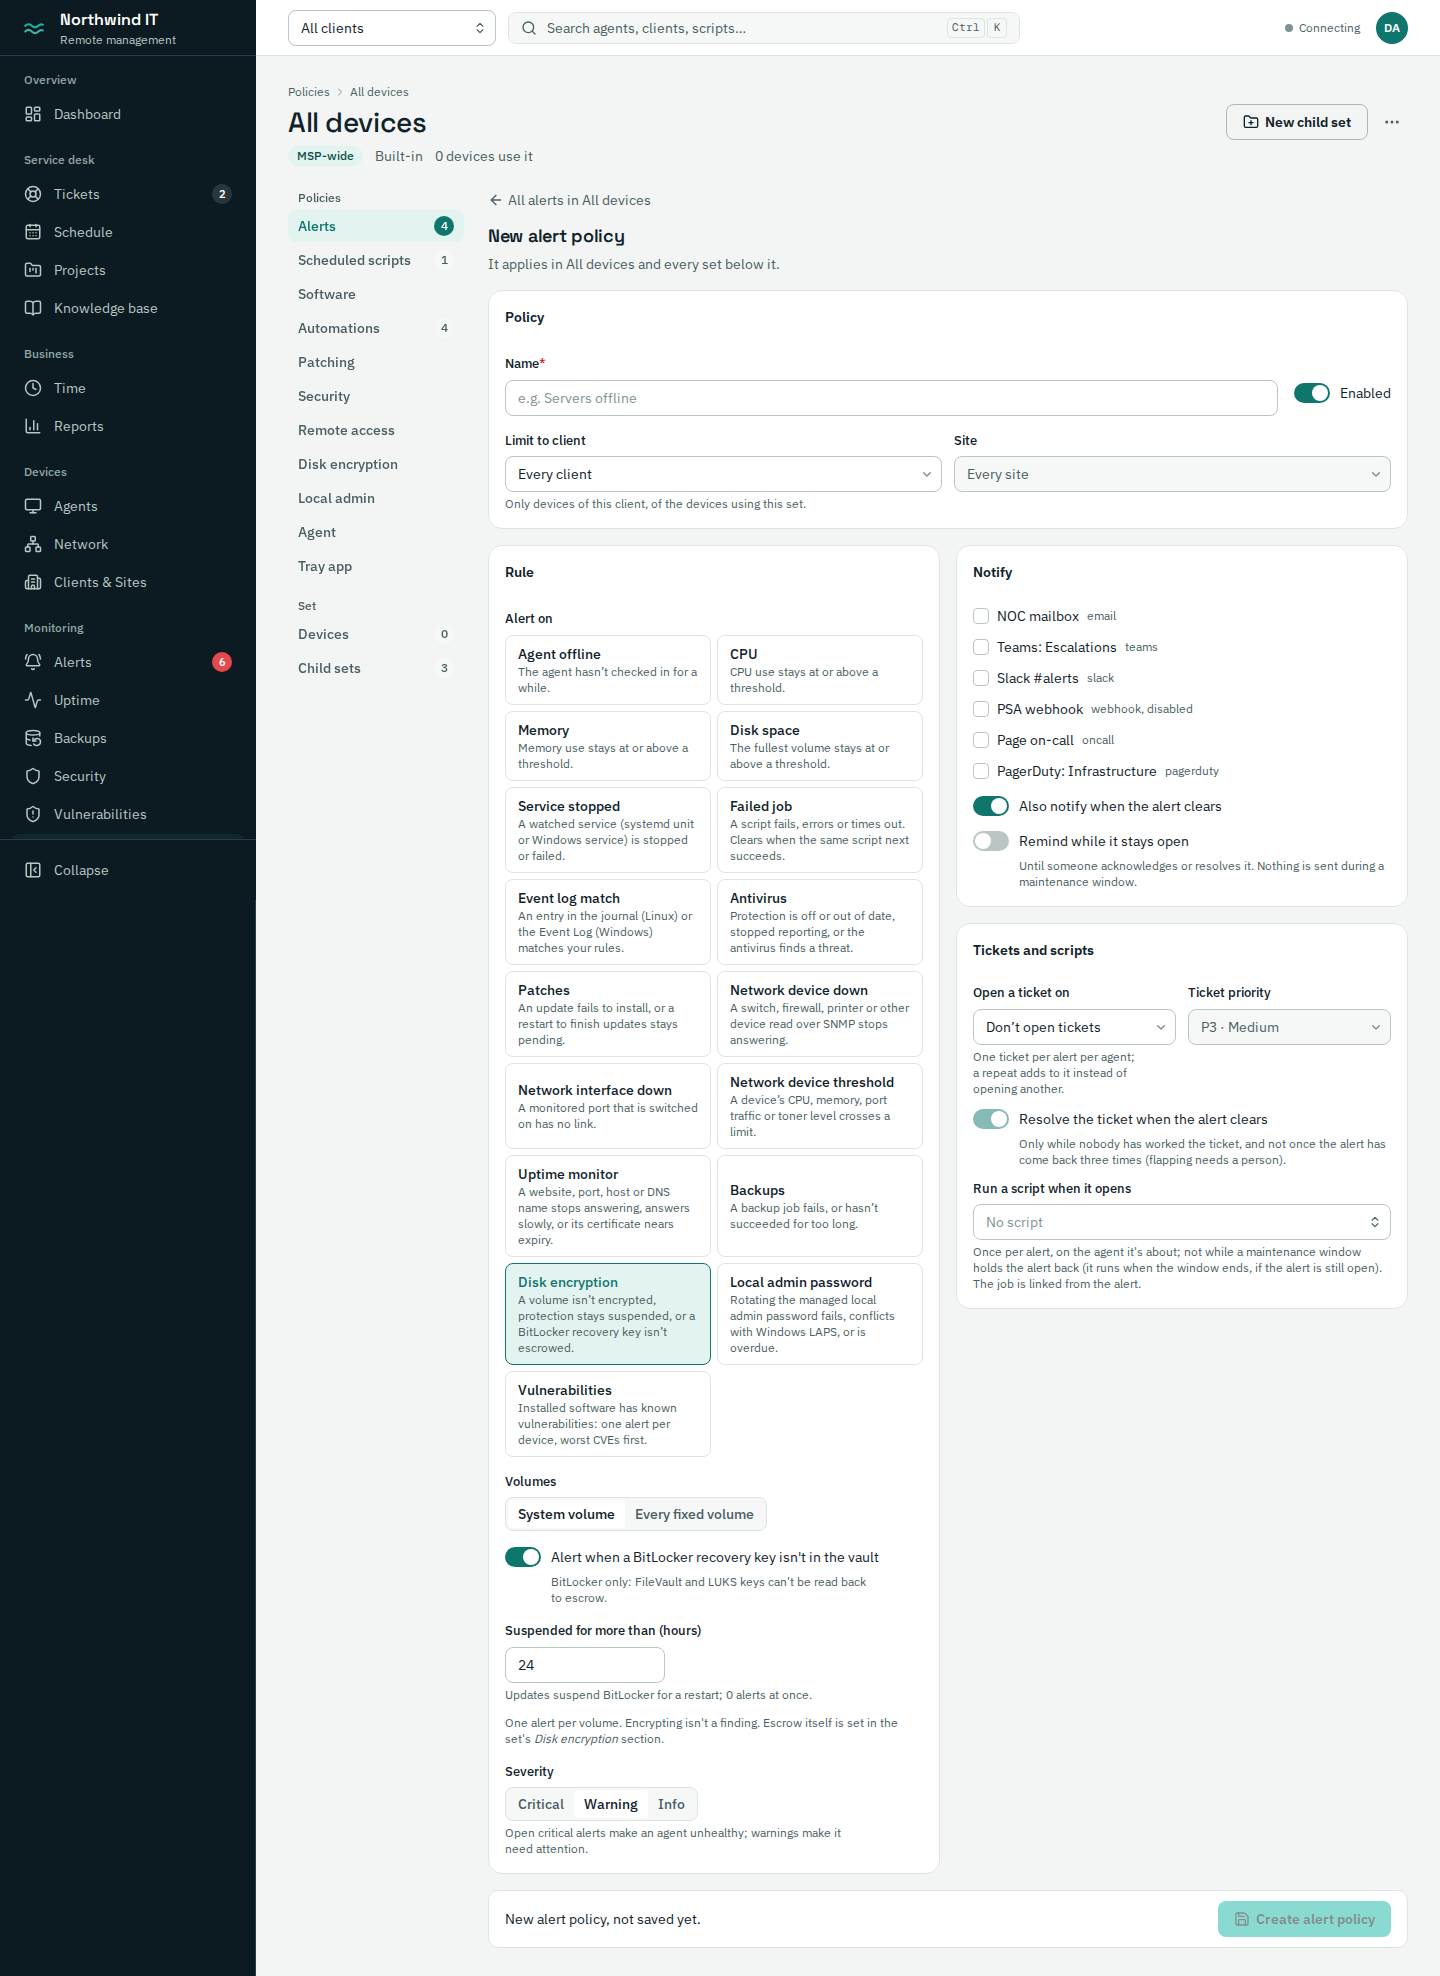 Northwind IT
Remote management
Overview
Dashboard
Service desk
Tickets 2
Schedule
Projects
Knowledge base
Business
Time
Reports
Devices
Agents
Network
Clients & Sites
Monitoring
Alerts 6
Uptime
Backups
Security
Vulnerabilities
Collapse
All clients
Search agents, clients, scripts... Ctrl K
Connecting DA
Policies > All devices
All devices
MSP-wide Built-in 0 devices use it
New child set
Policies
Alerts 4
Scheduled scripts 1
Software
Automations 4
Patching
Security
Remote access
Disk encryption
Local admin
Agent
Tray app
Set
Devices 0
Child sets 3
← All alerts in All devices
New alert policy
It applies in All devices and every set below it.
Policy
Name*
e.g. Servers offline
Enabled
Limit to client
Every client
Only devices of this client, of the devices using this set.
Site
Every site
Rule
Alert on
Agent offline
The agent hasn't checked in for a
while.
CPU
CPU use stays at or above a
threshold.
Memory
Memory use stays at or above a
threshold.
Disk space
The fullest volume stays at or
above a threshold.
Service stopped
A watched service (systemd unit
or Windows service) is stopped
or failed.
Failed job
A script fails, errors or times out.
Clears when the same script next
succeeds.
Event log match
An entry in the journal (Linux) or
the Event Log (Windows)
matches your rules.
Antivirus
Protection is off or out of date,
stopped reporting, or the
antivirus finds a threat.
Patches
An update fails to install, or a
restart to finish updates stays
pending.
Network device down
A switch, firewall, printer or other
device read over SNMP stops
answering.
Network interface down
A monitored port that is switched
on has no link.
Network device threshold
A device's CPU, memory, port
traffic or toner level crosses a
limit.
Uptime monitor
A website, port, host or DNS
name stops answering, answers
slowly, or its certificate nears
expiry.
Backups
A backup job fails, or hasn't
succeeded for too long.
Disk encryption
A volume isn't encrypted,
protection stays suspended, or a
BitLocker recovery key isn't
escrowed.
Local admin password
Rotating the managed local
admin password fails, conflicts
with Windows LAPS, or is
overdue.
Vulnerabilities
Installed software has known
vulnerabilities: one alert per
device, worst CVEs first.
Volumes
System volume Every fixed volume
Alert when a BitLocker recovery key isn't in the vault
BitLocker only: FileVault and LUKS keys can't be read back
to escrow.
Suspended for more than (hours)
24
Updates suspend BitLocker for a restart; 0 alerts at once.
One alert per volume. Encrypting isn't a finding. Escrow itself is set in the
set's Disk encryption section.
Severity
Critical Warning Info
Open critical alerts make an agent unhealthy; warnings make it
need attention.
Notify
NOC mailbox email
Teams: Escalations teams
Slack #alerts slack
PSA webhook webhook, disabled
Page on-call oncall
PagerDuty: Infrastructure pagerduty
Also notify when the alert clears
Remind while it stays open
Until someone acknowledges or resolves it. Nothing is sent during a
maintenance window.
Tickets and scripts
Open a ticket on
Don't open tickets
One ticket per alert per agent;
a repeat adds to it instead of
opening another.
Ticket priority
P3 · Medium
Resolve the ticket when the alert clears
Only while nobody has worked the ticket, and not once the alert has
come back three times (flapping needs a person).
Run a script when it opens
No script
Once per alert, on the agent it's about; not while a maintenance window
holds the alert back (it runs when the window ends, if the alert is still open).
The job is linked from the alert.
New alert policy, not saved yet.
Create alert policy